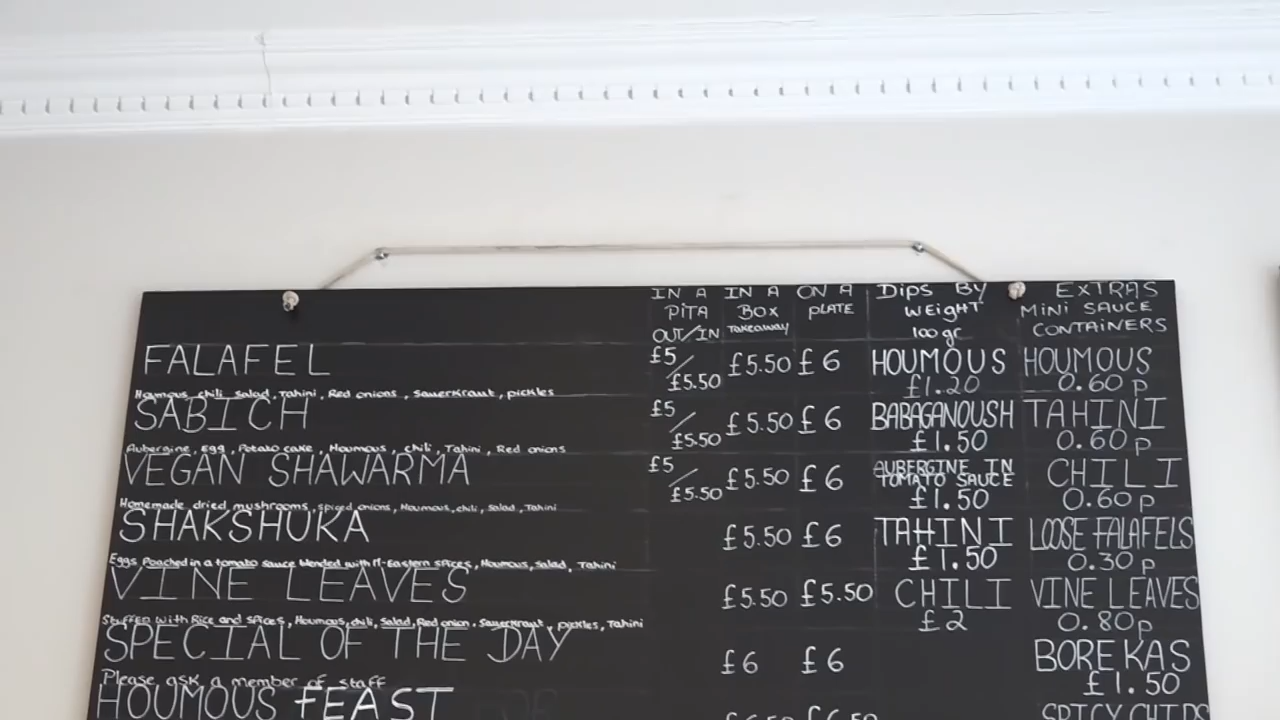 IN A PITA OUT/IN
IN A BOX TAKEAWAY
ON A PLATE
Dips BY WEIGHT 100gr
EXTRAS MINI SAUCE CONTAINERS
FALAFEL £5/£5.50 £5.50 £6 HOUMOUS £1.20 HOUMOUS 0.60p
Houmous, chili, salad, Tahini, Red onions, sauerkraut, pickles
SABICH £5/£5.50 £5.50 £6 BABAGANOUSH £1.50 TAHINI 0.60p
Aubergine, Egg, Potato cake, Houmous, chili, Tahini, Red onions
VEGAN SHAWARMA £5/£5.50 £5.50 £6 AUBERGINE IN TOMATO SAUCE £1.50 CHILI 0.60p
Homemade dried mushrooms, spiced onions, Houmous, chili, salad, Tahini
SHAKSHUKA £5.50 £6 TAHINI £1.50 LOOSE FALAFELS 0.30p
Eggs Poached in a tomato sauce blended with M-Eastern spices, Houmous, salad, Tahini
VINE LEAVES £5.50 £5.50 CHILI £2 VINE LEAVES 0.80p
Stuffed with Rice and spices, Houmous, chili, salad, Red onion, Sauerkraut, pickles, Tahini
SPECIAL OF THE DAY £6 £6 BOREKAS £1.50
Please ask a member of staff
HOUMOUS FEAST £6.50 £6.50 SPICY CHIPS